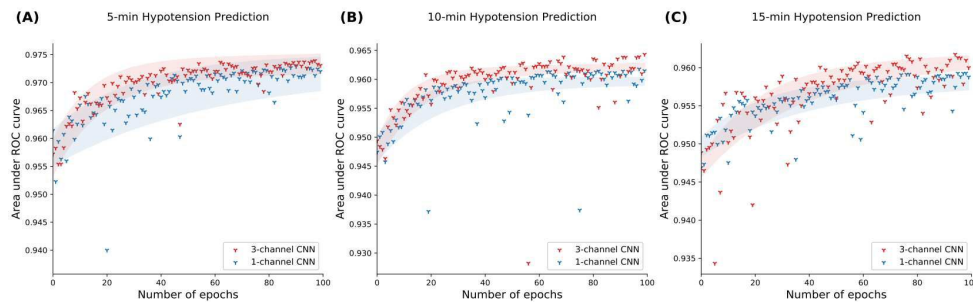 (A) 5-min Hypotension Prediction
0.975
0.970
0.965
0.960
0.955
0.950
0.945
0.940
Area under ROC curve
0 20 40 60 80 100
Number of epochs
3-channel CNN
1-channel CNN
(B) 10-min Hypotension Prediction
0.965
0.960
0.955
0.950
0.945
0.940
0.935
0.930
Area under ROC curve
0 20 40 60 80 100
Number of epochs
3-channel CNN
1-channel CNN
(C) 15-min Hypotension Prediction
0.960
0.955
0.950
0.945
0.940
0.935
Area under ROC curve
0 20 40 60 80 100
Number of epochs
3-channel CNN
1-channel CNN